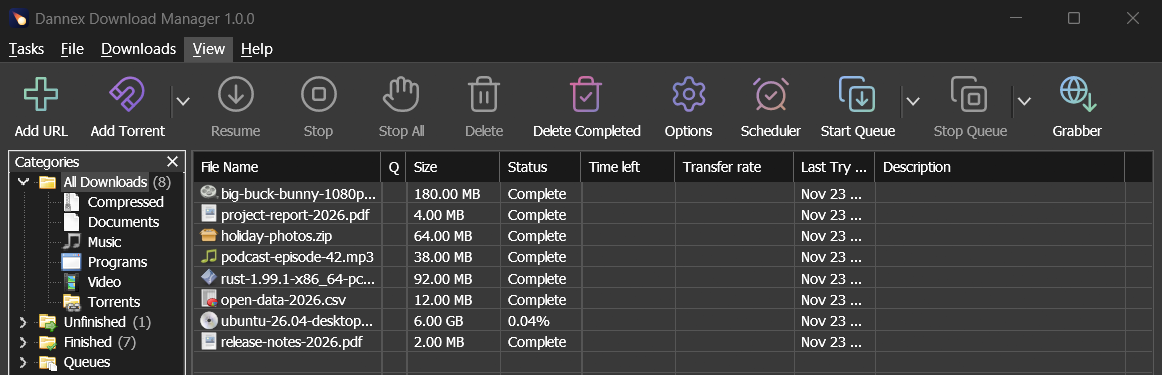 Dannex Download Manager 1.0.0
Tasks File Downloads View Help
Add URL Add Torrent Resume Stop Stop All Delete Delete Completed Options Scheduler Start Queue Stop Queue Grabber
Categories
All Downloads (8)
Compressed
Documents
Music
Programs
Video
Torrents
Unfinished (1)
Finished (7)
Queues
File Name Q Size Status Time left Transfer rate Last Try ... Description
big-buck-bunny-1080p... 180.00 MB Complete Nov 23 ...
project-report-2026.pdf 4.00 MB Complete Nov 23 ...
holiday-photos.zip 64.00 MB Complete Nov 23 ...
podcast-episode-42.mp3 38.00 MB Complete Nov 23 ...
rust-1.99.1-x86_64-pc... 92.00 MB Complete Nov 23 ...
open-data-2026.csv 12.00 MB Complete Nov 23 ...
ubuntu-26.04-desktop... 6.00 GB 0.04% Nov 23 ...
release-notes-2026.pdf 2.00 MB Complete Nov 23 ...